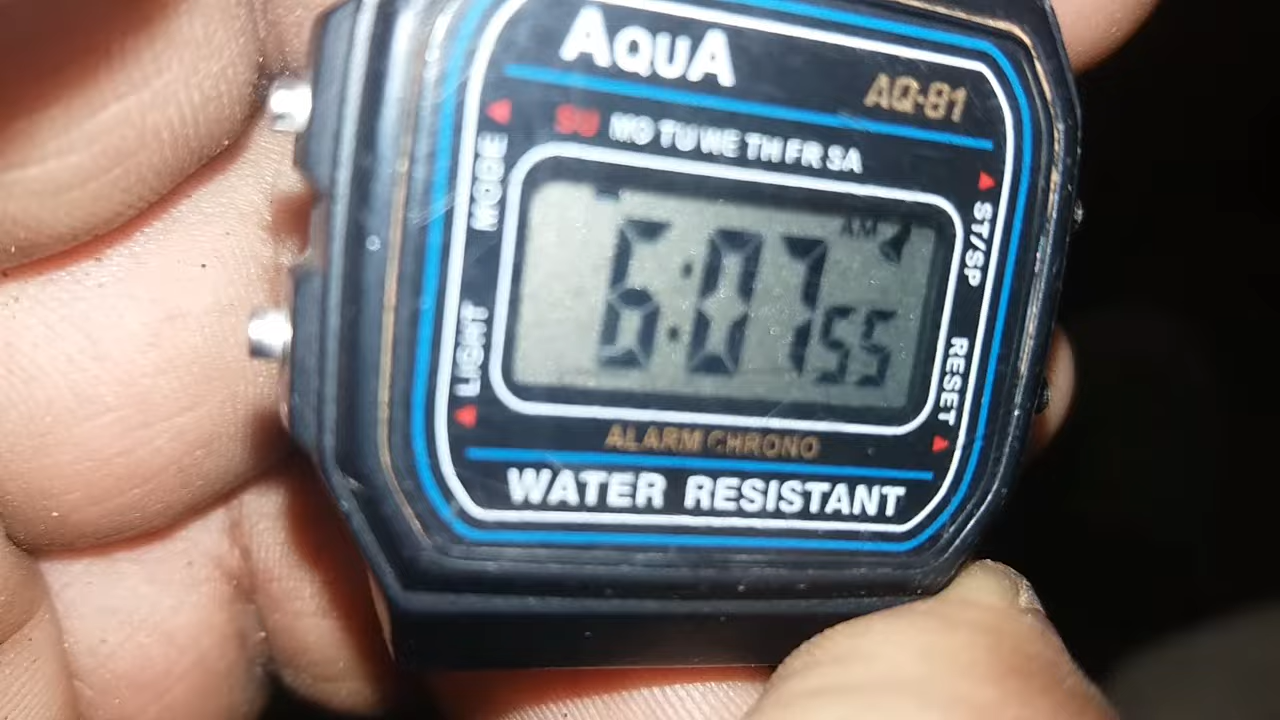 AQUA
AQ-81
SU MO TU WE TH FR SA
MODE
ST/SP
AM
6:07 55
LIGHT
RESET
ALARM CHRONO
WATER RESISTANT